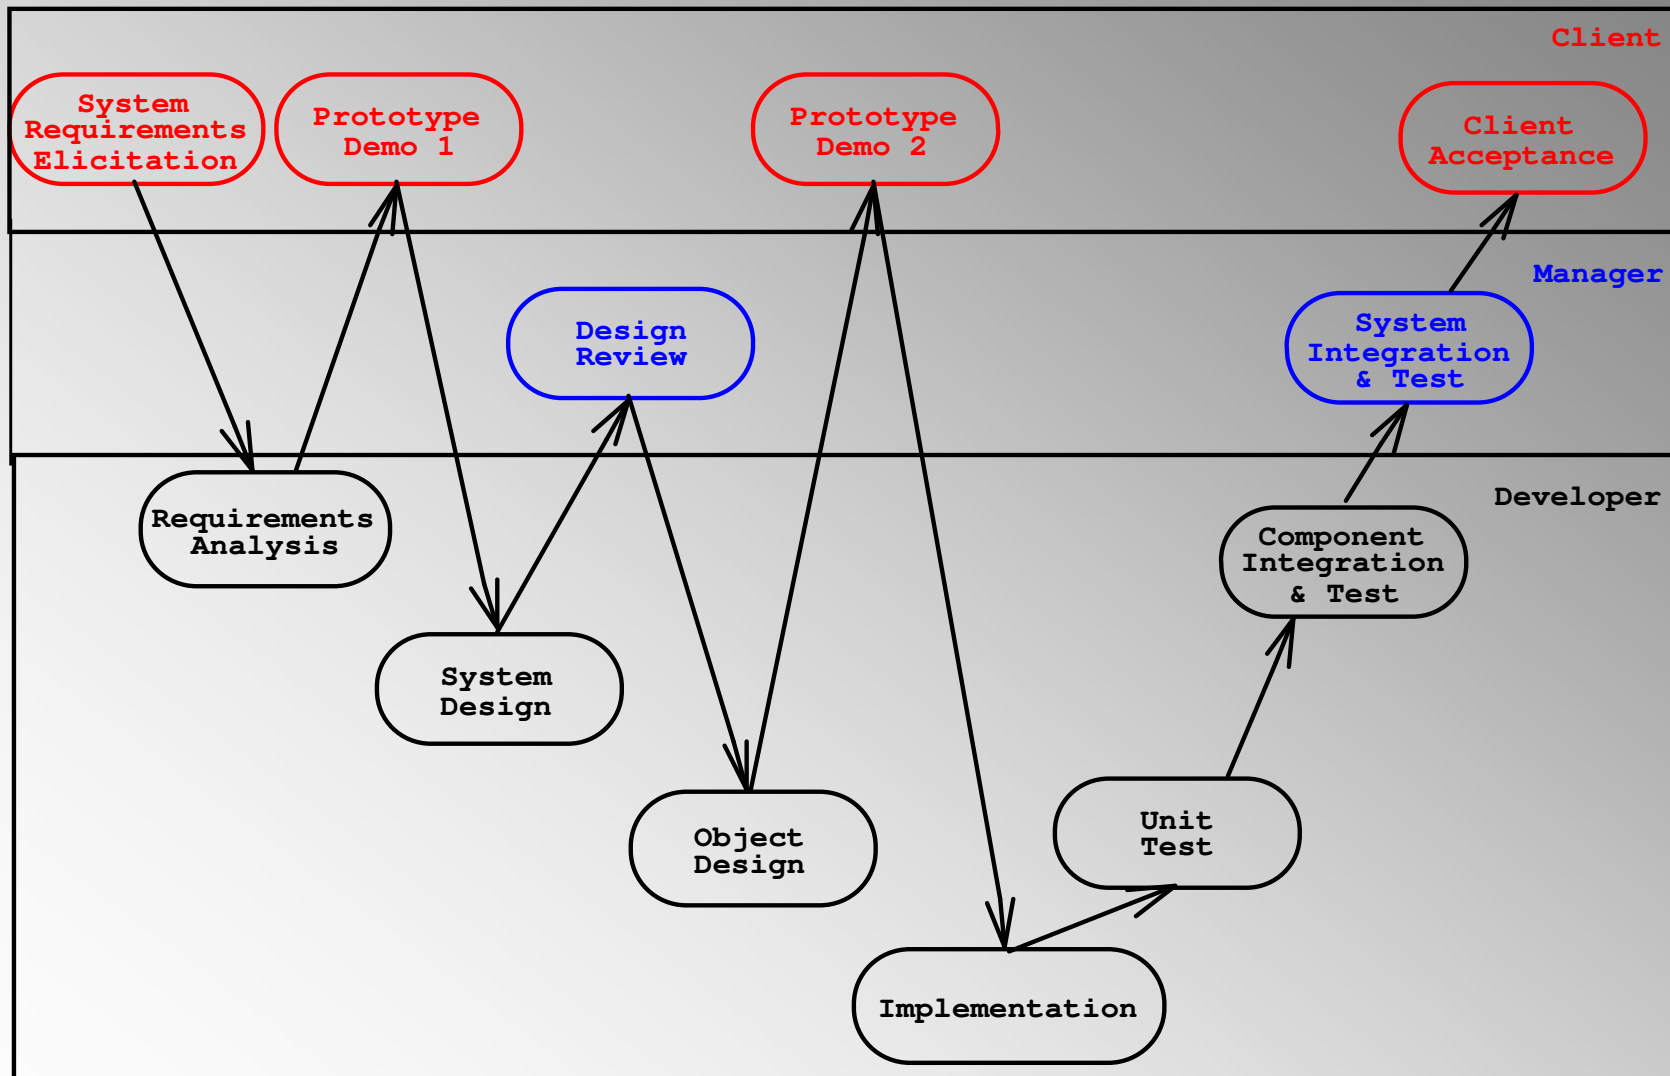 Client
System
Requirements
Elicitation
Prototype
Demo 1
Prototype
Demo 2
Client
Acceptance
Manager
Design
Review
System
Integration
& Test
Developer
Requirements
Analysis
Component
Integration
& Test
System
Design
Object
Design
Unit
Test
Implementation